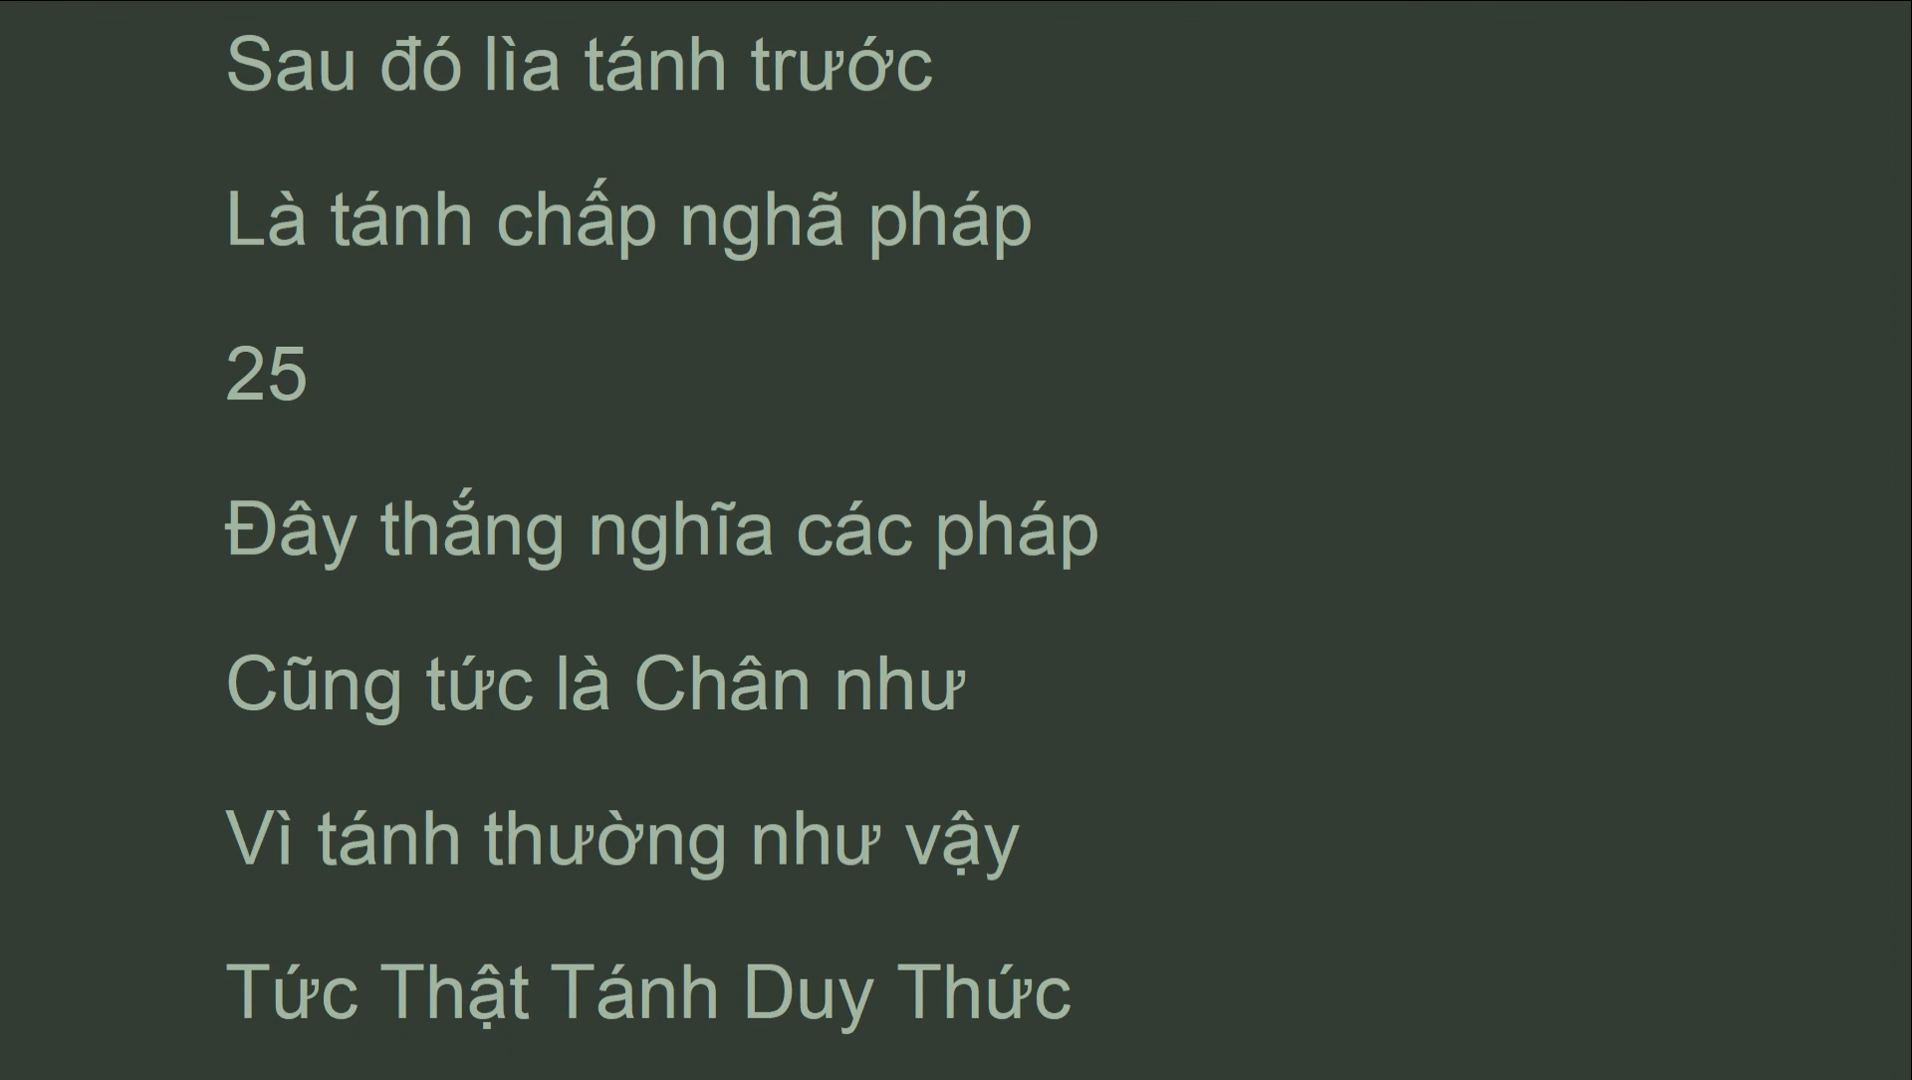 Sau đó lìa tánh trước
Là tánh chấp nghã pháp
25
Đây thắng nghĩa các pháp
Cũng tức là Chân như
Vì tánh thường như vậy
Tức Thật Tánh Duy Thức